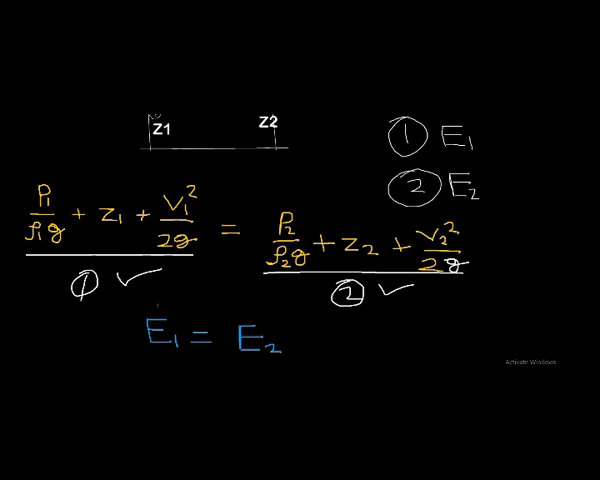 Z1 Z2
① E₁
② E₂
P₁/ρ₁g + z₁ + V₁²/2g = P₂/ρ₂g + z₂ + V₂²/2g
① ✓ ② ✓
E₁ = E₂
Activate Windows